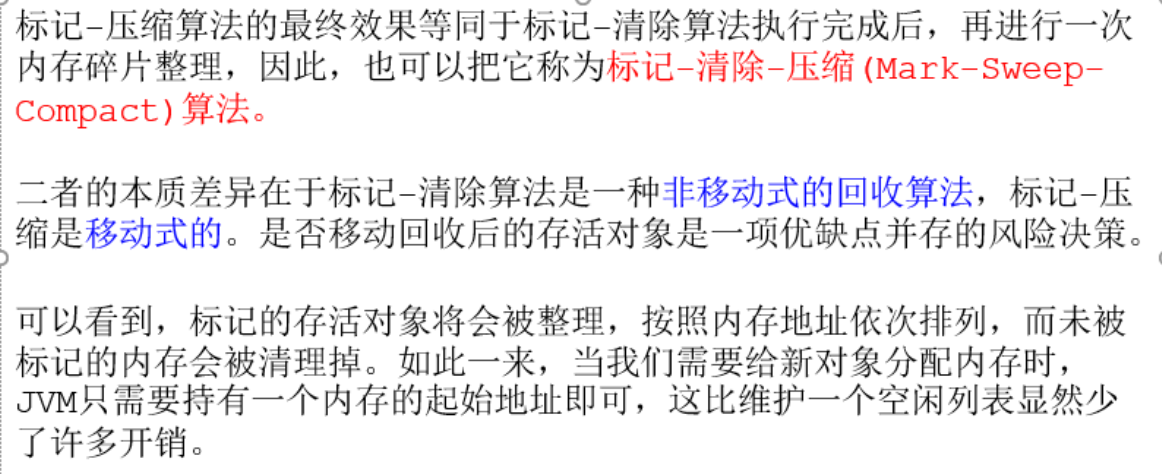 标记-压缩算法的最终效果等同于标记-清除算法执行完成后，再进行一次
内存碎片整理，因此，也可以把它称为标记-清除-压缩(Mark-Sweep-
Compact)算法。
二者的本质差异在于标记-清除算法是一种非移动式的回收算法，标记-压
缩是移动式的。是否移动回收后的存活对象是一项优缺点并存的风险决策。
可以看到，标记的存活对象将会被整理，按照内存地址依次排列，而未被
标记的内存会被清理掉。如此一来，当我们需要给新对象分配内存时，
JVM只需要持有一个内存的起始地址即可，这比维护一个空闲列表显然少
了许多开销。